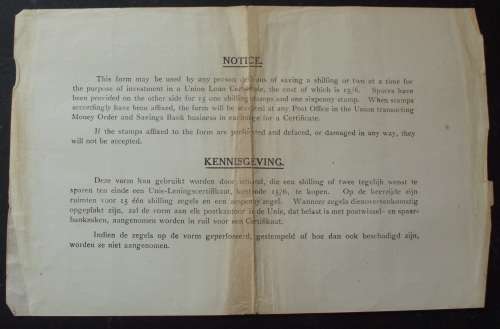 NOTICE.
This form may be used by any person desirous of saving a shilling or two at a time for
the purpose of investment in a Union Loan Certificate, the cost of which is 15/6. Spaces have
been provided on the other side for 15 one shilling stamps and one sixpenny stamp. When stamps
accordingly have been affixed, the form will be accepted at any Post Office in the Union transacting
Money Order and Savings Bank business in exchange for a Certificate.
If the stamps affixed to the form are perforated and defaced, or damaged in any way, they
will not be accepted.
KENNISGEVING.
Deze vorm kan gebruikt worden door iemand, die een shilling of twee tegelijk wenst te
sparen ten einde een Unie-Leningscertifikaat, kostende 15/6, te kopen. Op de keerzijde zijn
ruimten voor 15 één shilling zegels en een sixpenny zegel. Wanneer zegels dienovereenkomstig
opgeplakt zijn, zal de vorm aan elk postkantoor in de Unie, dat belast is met postwissel- en spaar-
bankzaken, aangenomen worden in ruil voor een Certifikaat.
Indien de zegels op de vorm geperforeerd, gestempeld of hoe dan ook beschadigd zijn,
worden ze niet aangenomen.